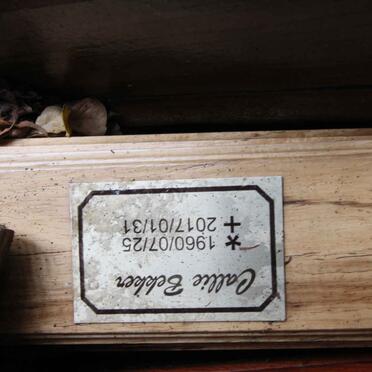 Callie Bekker
* 1960/07/25
+ 2017/01/31